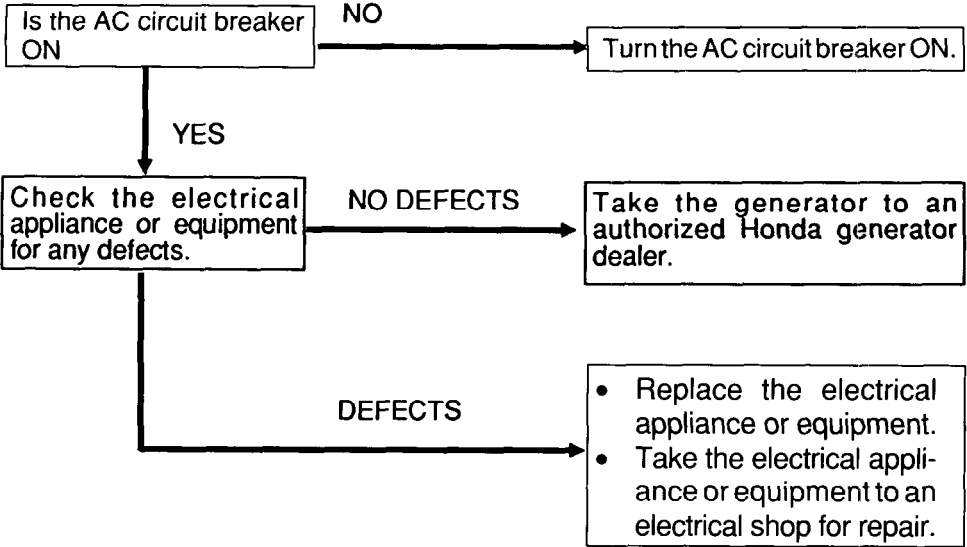 Is the AC circuit breaker
ON
NO
Turn the AC circuit breaker ON.
YES
Check the electrical
appliance or equipment
for any defects.
NO DEFECTS
Take the generator to an
authorized Honda generator
dealer.
DEFECTS
• Replace the electrical
appliance or equipment.
• Take the electrical appli-
ance or equipment to an
electrical shop for repair.